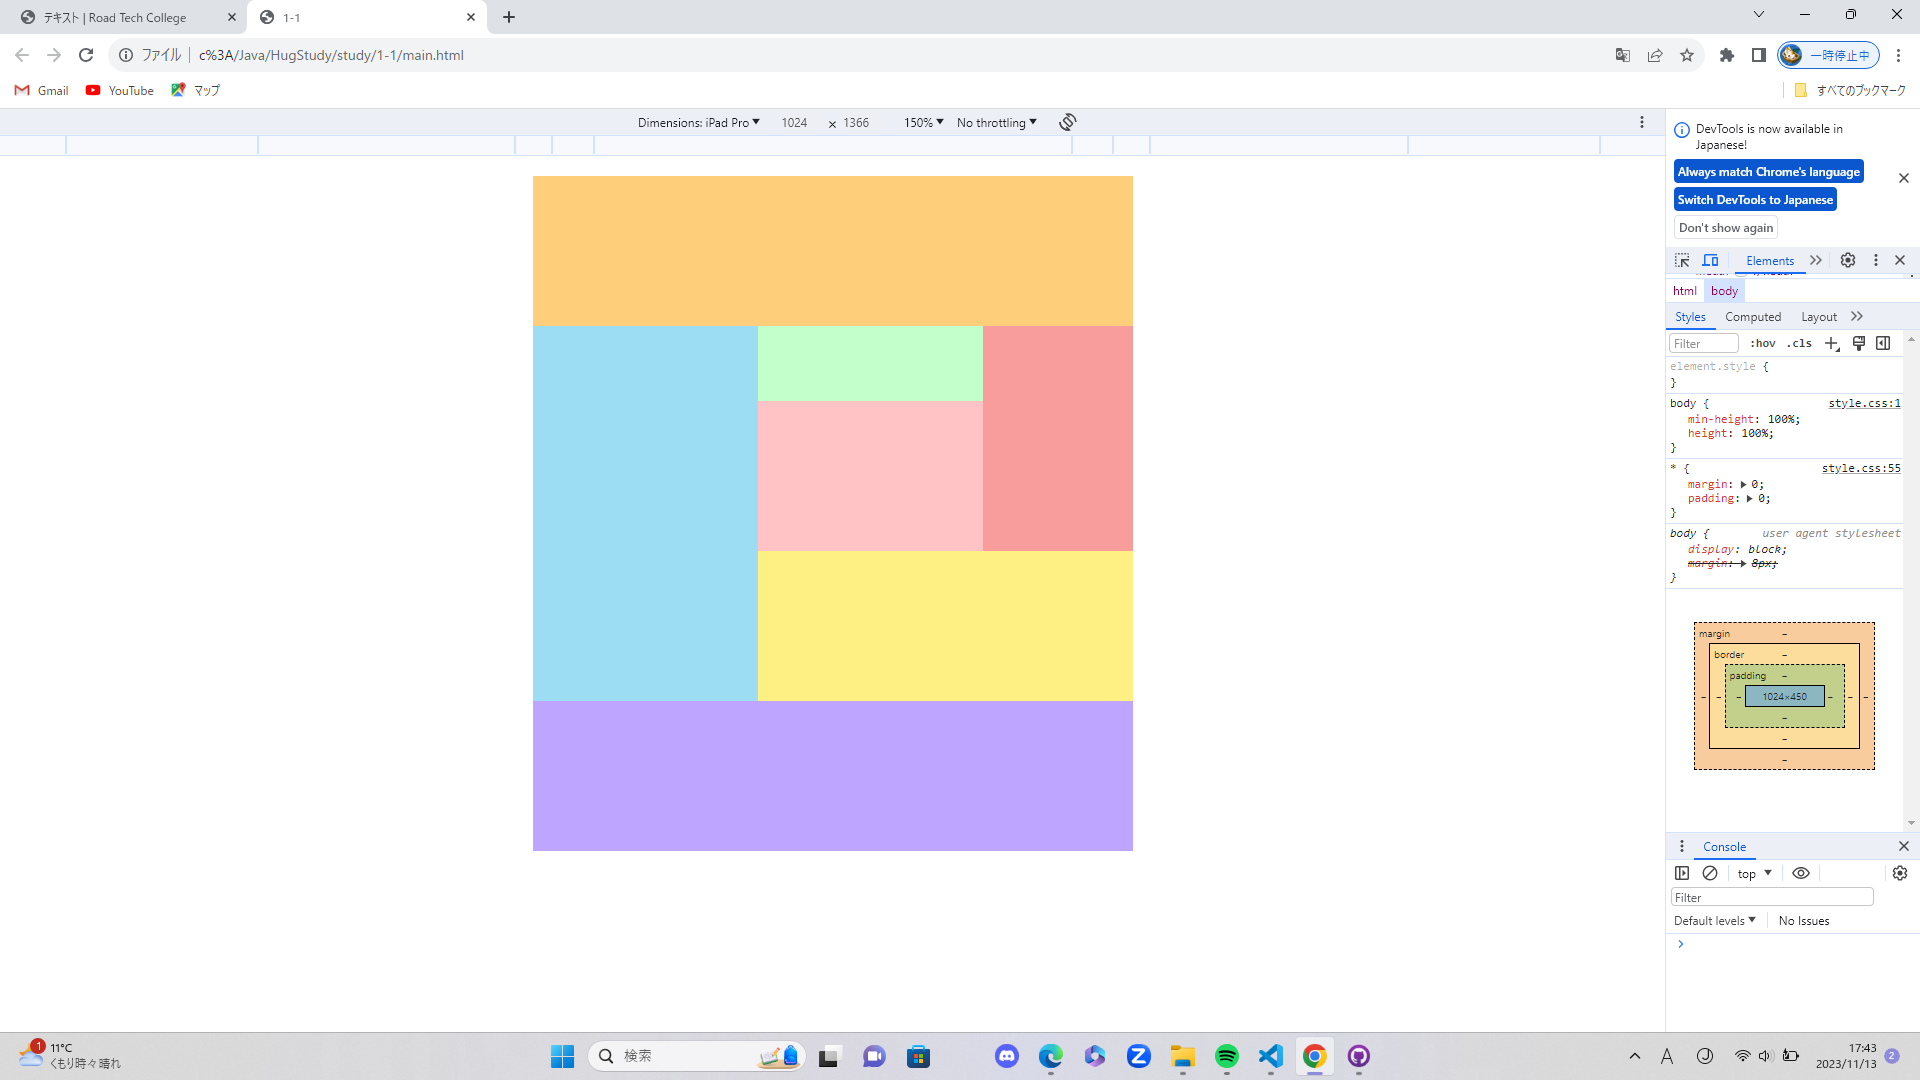 テキスト | Road Tech College
1-1
ファイル
c%3A/Java/HugStudy/study/1-1/main.html
一時停止中
Gmail
YouTube
マップ
すべてのブックマーク
Dimensions: iPad Pro
1024
×
1366
150%
No throttling
DevTools is now available in
Japanese!
Always match Chrome's language
Switch DevTools to Japanese
Don't show again
Elements
html
body
Styles
Computed
Layout
Filter
:hov
.cls
element.style {
}
body {
style.css:1
min-height: 100%;
height: 100%;
}
* {
style.css:55
margin: 0;
padding: 0;
}
body {
user agent stylesheet
display: block;
margin: 8px;
}
margin
–
border
–
padding
–
– – – 1024×450 – – –
–
–
–
Console
top
Filter
Default levels
No Issues
1
11°C
くもり時々晴れ
検索
A
17:43
2023/11/13
2